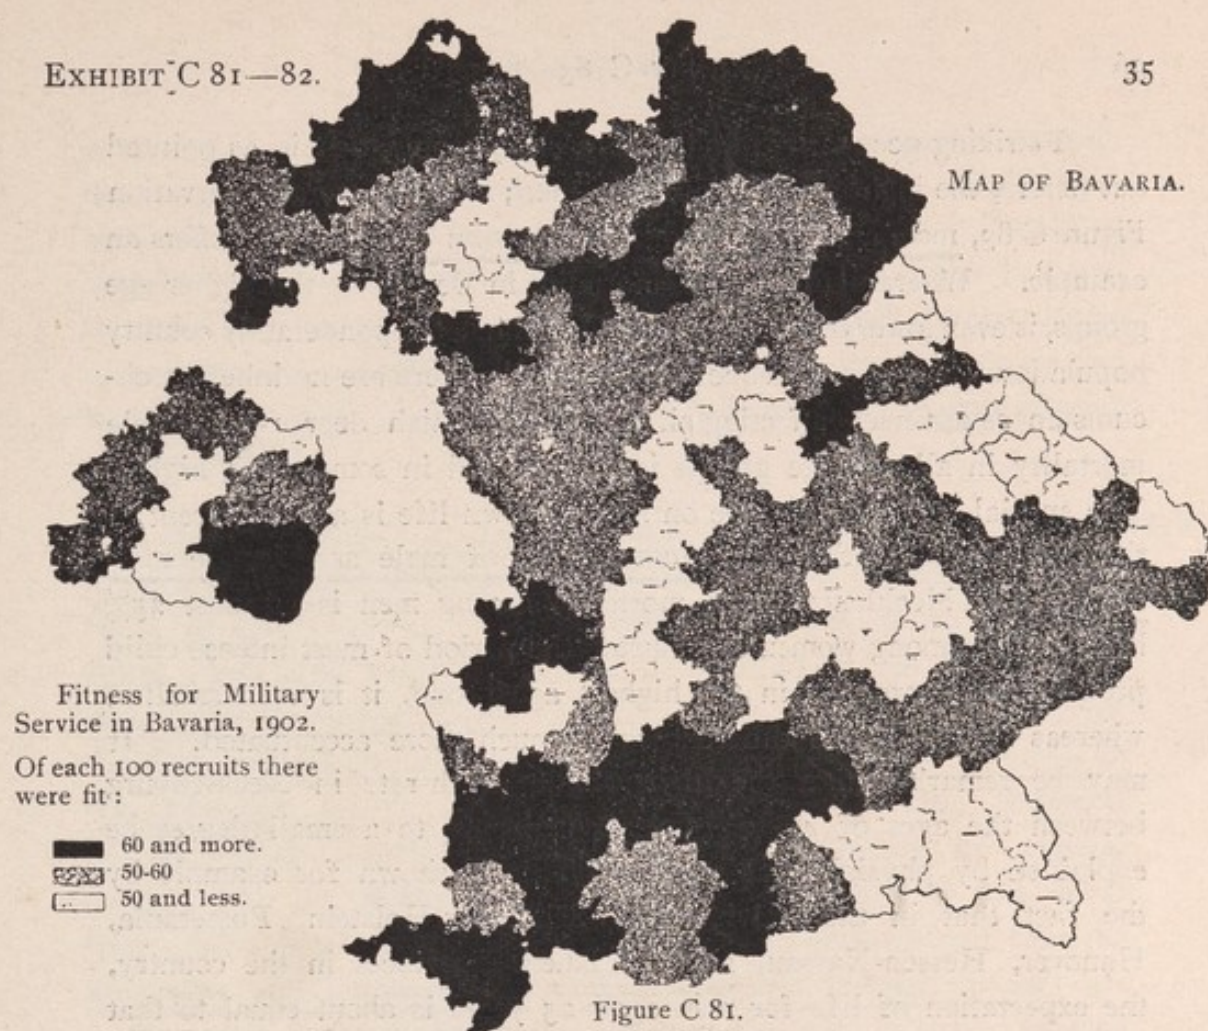 EXHIBIT C 81—82.
35
MAP OF BAVARIA.
Fitness for Military
Service in Bavaria, 1902.
Of each 100 recruits there
were fit:
60 and more.
50-60
50 and less.
Figure C 81.